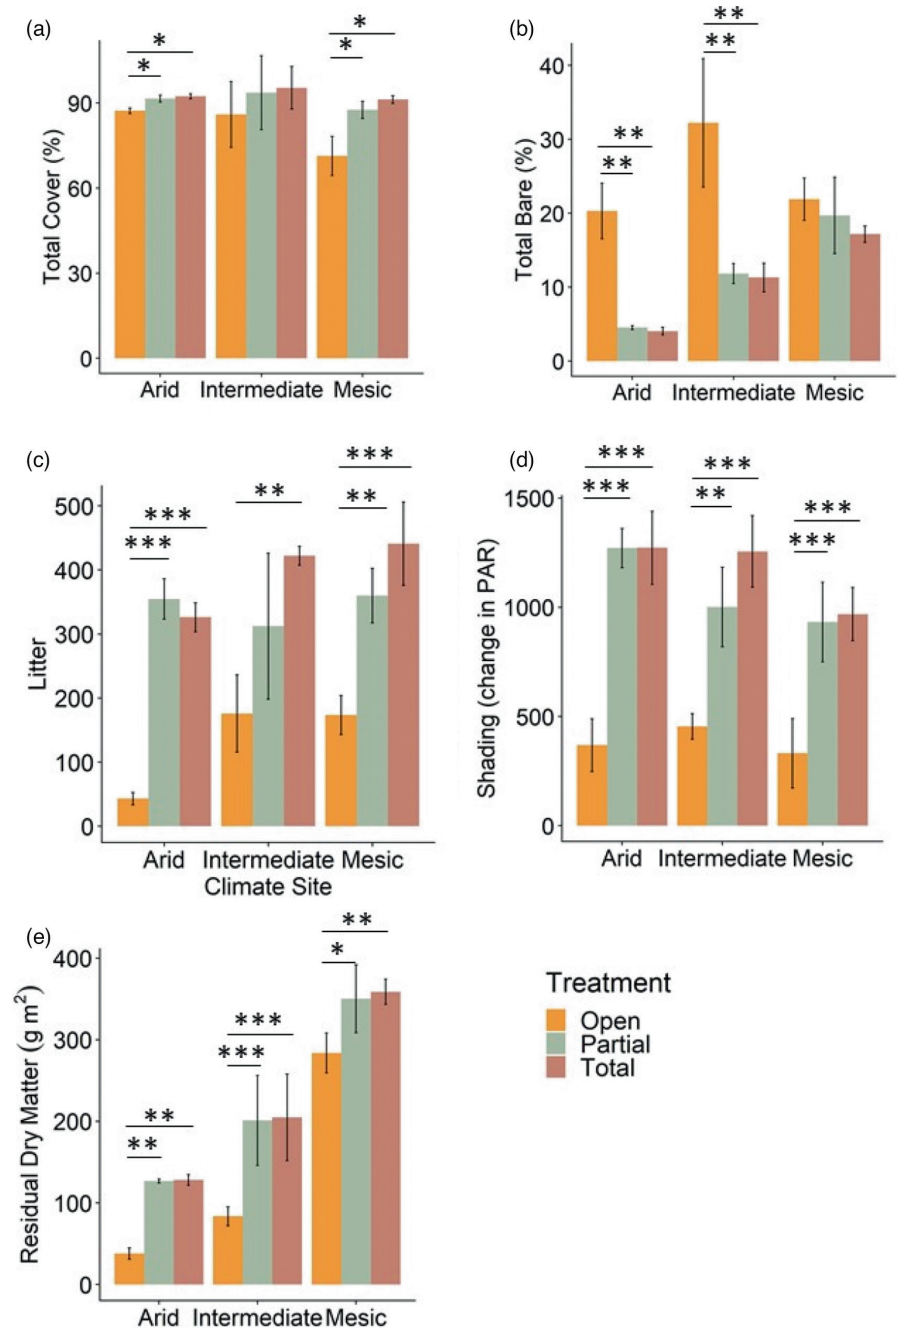 (a)
*
*
*
*
Total Cover (%)
90
60
30
0
Arid Intermediate Mesic
(b)
**
**
**
**
Total Bare (%)
40
30
20
10
0
Arid Intermediate Mesic
(c)
***
***
**
***
**
Litter
500
400
300
200
100
0
Arid Intermediate Mesic
Climate Site
(d)
***
***
***
**
***
***
Shading (change in PAR)
1500
1000
500
0
Arid Intermediate Mesic
(e)
**
**
***
***
**
*
Residual Dry Matter (g m²)
400
300
200
100
0
Arid Intermediate Mesic
Treatment
Open
Partial
Total